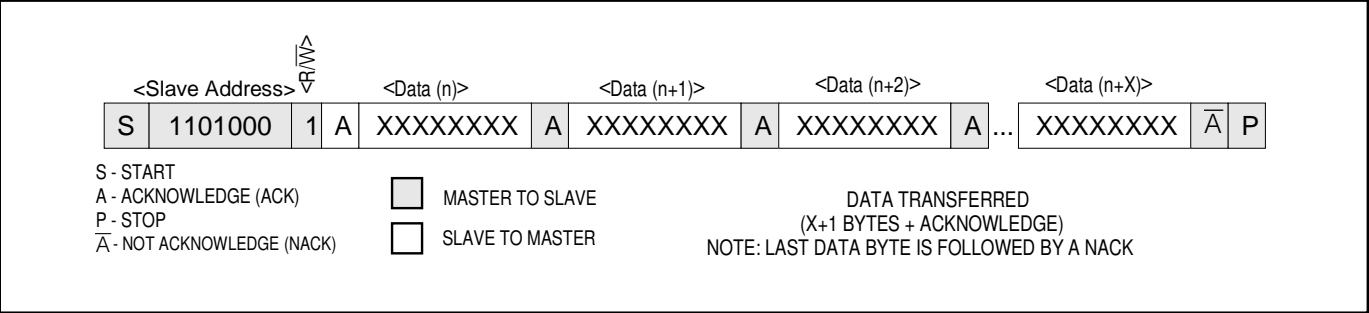 <R/W̅>
<Slave Address> <Data (n)> <Data (n+1)> <Data (n+2)> <Data (n+X)>
S 1101000 1 A XXXXXXXX A XXXXXXXX A XXXXXXXX A ... XXXXXXXX A̅ P
S - START
A - ACKNOWLEDGE (ACK)
P - STOP
A̅ - NOT ACKNOWLEDGE (NACK)
MASTER TO SLAVE
SLAVE TO MASTER
DATA TRANSFERRED
(X+1 BYTES + ACKNOWLEDGE)
NOTE: LAST DATA BYTE IS FOLLOWED BY A NACK